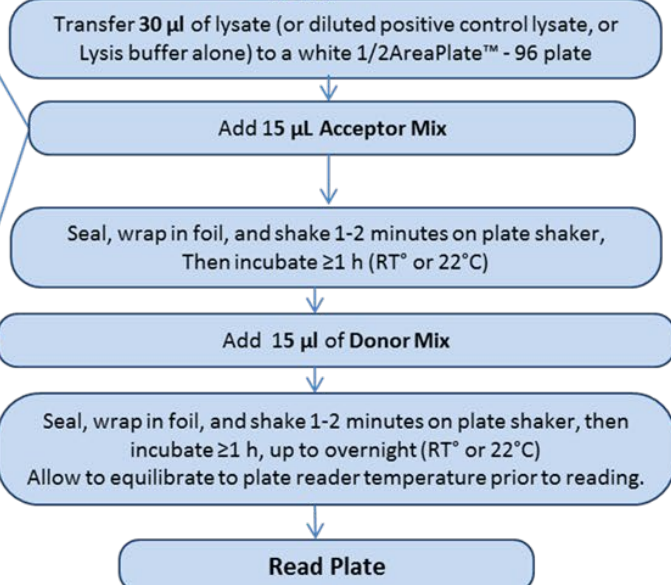 Transfer 30 µl of lysate (or diluted positive control lysate, or
Lysis buffer alone) to a white 1/2AreaPlate™ - 96 plate
Add 15 µL Acceptor Mix
Seal, wrap in foil, and shake 1-2 minutes on plate shaker,
Then incubate ≥1 h (RT° or 22°C)
Add 15 µl of Donor Mix
Seal, wrap in foil, and shake 1-2 minutes on plate shaker, then
incubate ≥1 h, up to overnight (RT° or 22°C)
Allow to equilibrate to plate reader temperature prior to reading.
Read Plate